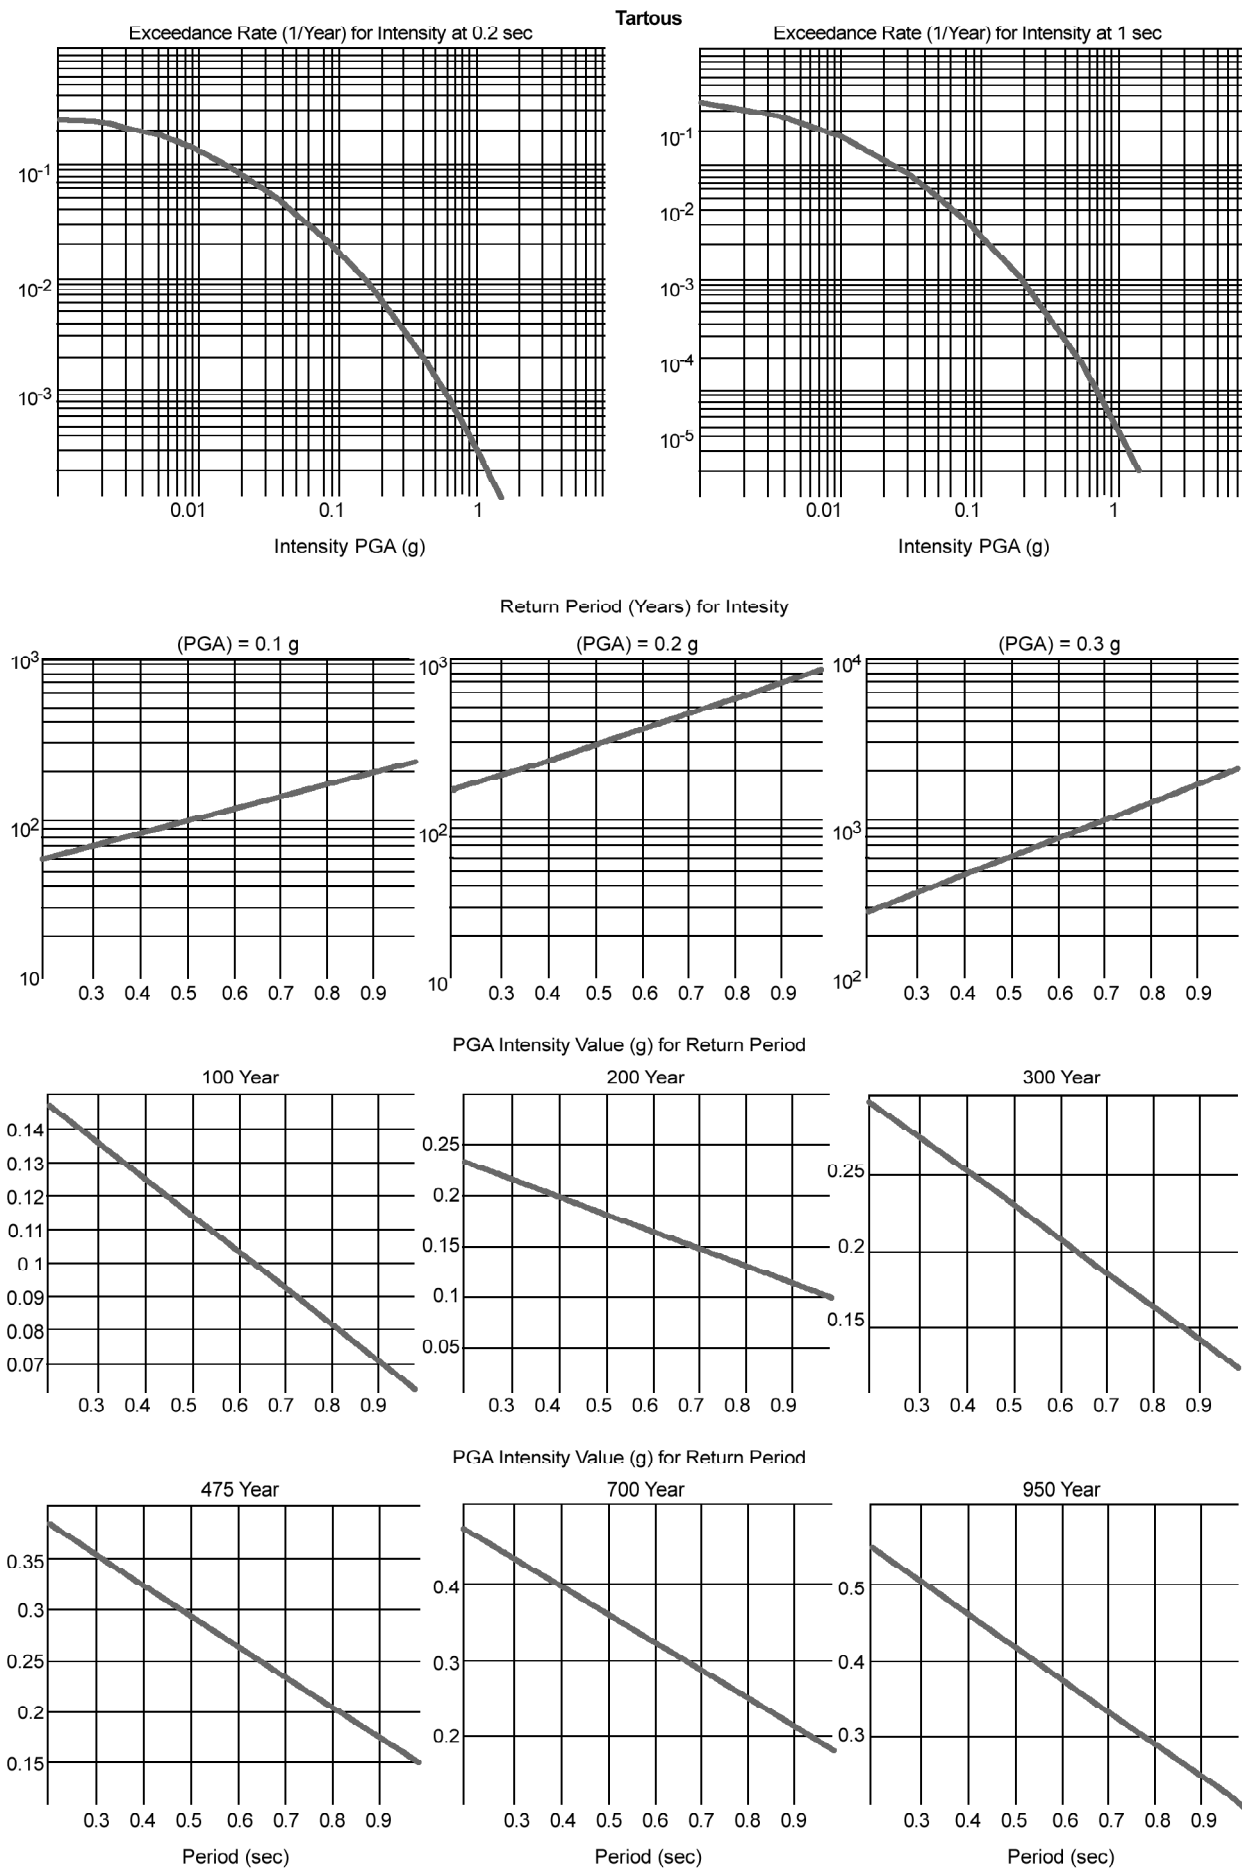 Tartous
Exceedance Rate (1/Year) for Intensity at 0.2 sec
Exceedance Rate (1/Year) for Intensity at 1 sec
10⁻¹
10⁻²
10⁻³
0.01 0.1 1
Intensity PGA (g)
10⁻¹
10⁻²
10⁻³
10⁻⁴
10⁻⁵
0.01 0.1 1
Intensity PGA (g)
Return Period (Years) for Intesity
(PGA) = 0.1 g
10³
10²
10
0.3 0.4 0.5 0.6 0.7 0.8 0.9
(PGA) = 0.2 g
10³
10²
10
0.3 0.4 0.5 0.6 0.7 0.8 0.9
(PGA) = 0.3 g
10⁴
10³
10²
0.3 0.4 0.5 0.6 0.7 0.8 0.9
PGA Intensity Value (g) for Return Period
100 Year
0.14
0.13
0.12
0.11
0 1
0.09
0.08
0.07
0.3 0.4 0.5 0.6 0.7 0.8 0.9
200 Year
0.25
0.2
0.15
0.1
0.05
0.3 0.4 0.5 0.6 0.7 0.8 0.9
300 Year
0.25
0.2
0.15
0.3 0.4 0.5 0.6 0.7 0.8 0.9
PGA Intensity Value (g) for Return Period
475 Year
0.35
0.3
0.25
0.2
0.15
0.3 0.4 0.5 0.6 0.7 0.8 0.9
Period (sec)
700 Year
0.4
0.3
0.2
0.3 0.4 0.5 0.6 0.7 0.8 0.9
Period (sec)
950 Year
0.5
0.4
0.3
0.3 0.4 0.5 0.6 0.7 0.8 0.9
Period (sec)